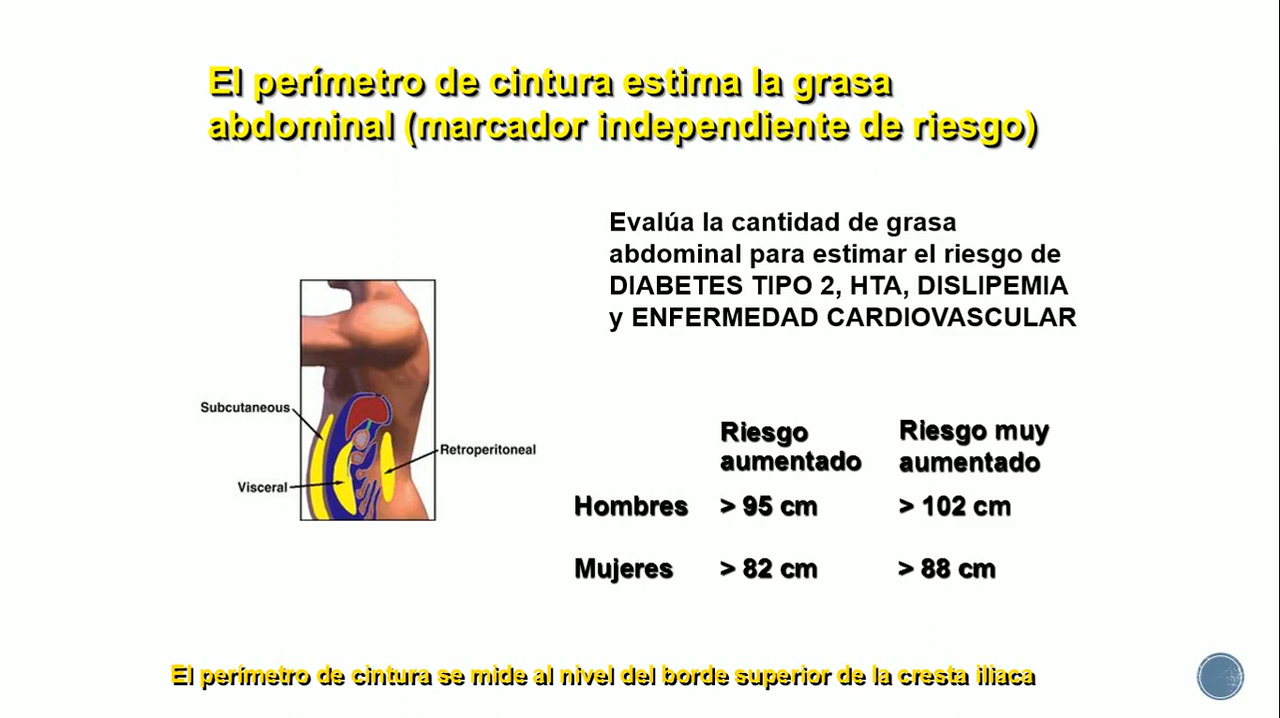 El perímetro de cintura estima la grasa
abdominal (marcador independiente de riesgo)
Evalúa la cantidad de grasa
abdominal para estimar el riesgo de
DIABETES TIPO 2, HTA, DISLIPEMIA
y ENFERMEDAD CARDIOVASCULAR
Subcutaneous
Retroperitoneal
Visceral
Riesgo aumentado
Riesgo muy aumentado
Hombres > 95 cm > 102 cm
Mujeres > 82 cm > 88 cm
El perímetro de cintura se mide al nivel del borde superior de la cresta iliaca